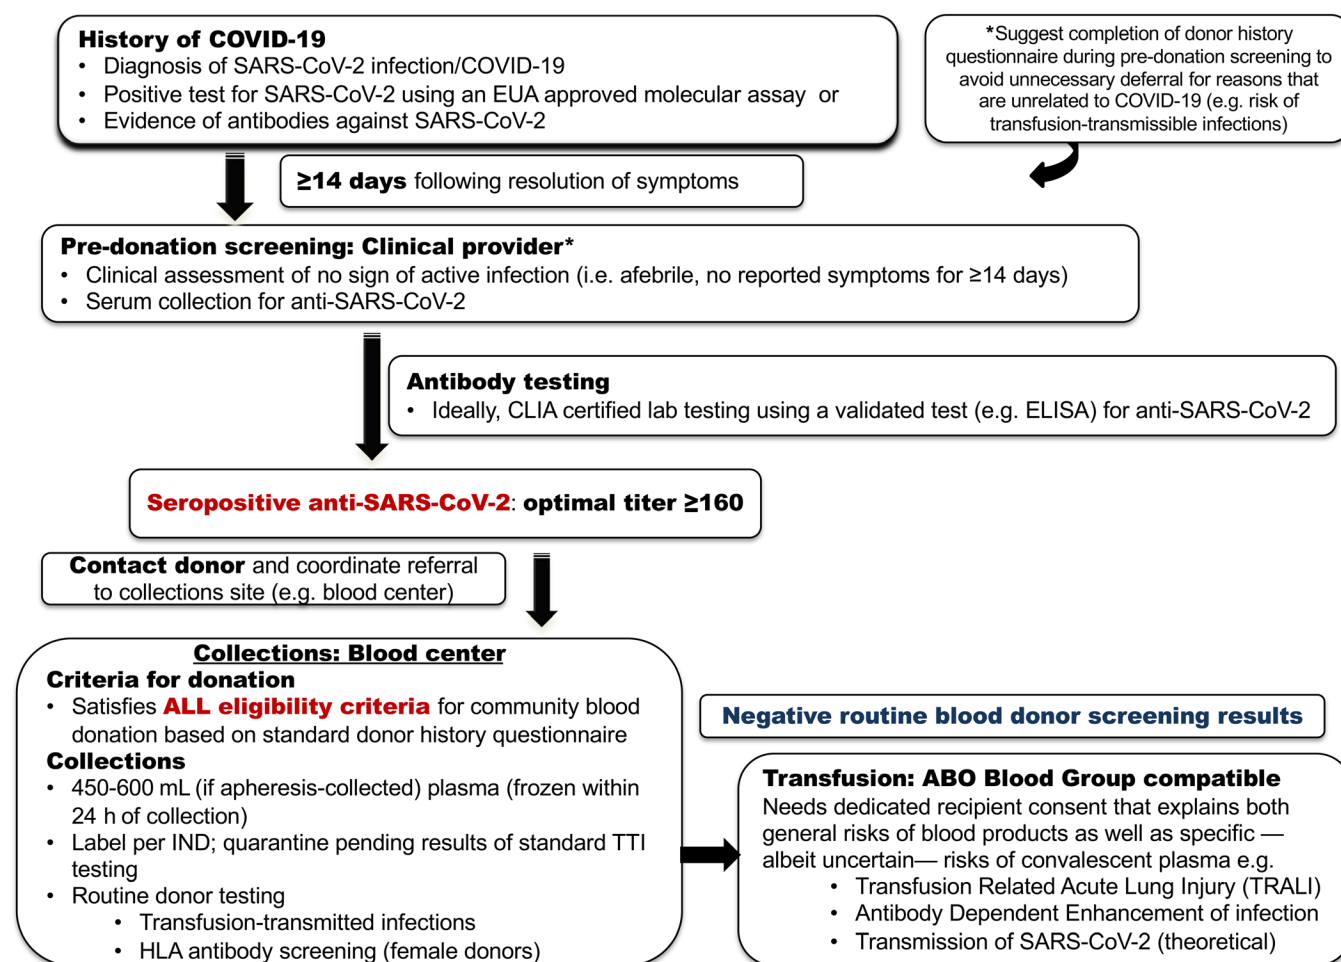 History of COVID-19
• Diagnosis of SARS-CoV-2 infection/COVID-19
• Positive test for SARS-CoV-2 using an EUA approved molecular assay or
• Evidence of antibodies against SARS-CoV-2
*Suggest completion of donor history
questionnaire during pre-donation screening to
avoid unnecessary deferral for reasons that
are unrelated to COVID-19 (e.g. risk of
transfusion-transmissible infections)
≥14 days following resolution of symptoms
Pre-donation screening: Clinical provider*
• Clinical assessment of no sign of active infection (i.e. afebrile, no reported symptoms for ≥14 days)
• Serum collection for anti-SARS-CoV-2
Antibody testing
• Ideally, CLIA certified lab testing using a validated test (e.g. ELISA) for anti-SARS-CoV-2
Seropositive anti-SARS-CoV-2: optimal titer ≥160
Contact donor and coordinate referral
to collections site (e.g. blood center)
Collections: Blood center
Criteria for donation
• Satisfies ALL eligibility criteria for community blood
donation based on standard donor history questionnaire
Collections
• 450-600 mL (if apheresis-collected) plasma (frozen within
24 h of collection)
• Label per IND; quarantine pending results of standard TTI
testing
• Routine donor testing
• Transfusion-transmitted infections
• HLA antibody screening (female donors)
Negative routine blood donor screening results
Transfusion: ABO Blood Group compatible
Needs dedicated recipient consent that explains both
general risks of blood products as well as specific —
albeit uncertain— risks of convalescent plasma e.g.
• Transfusion Related Acute Lung Injury (TRALI)
• Antibody Dependent Enhancement of infection
• Transmission of SARS-CoV-2 (theoretical)